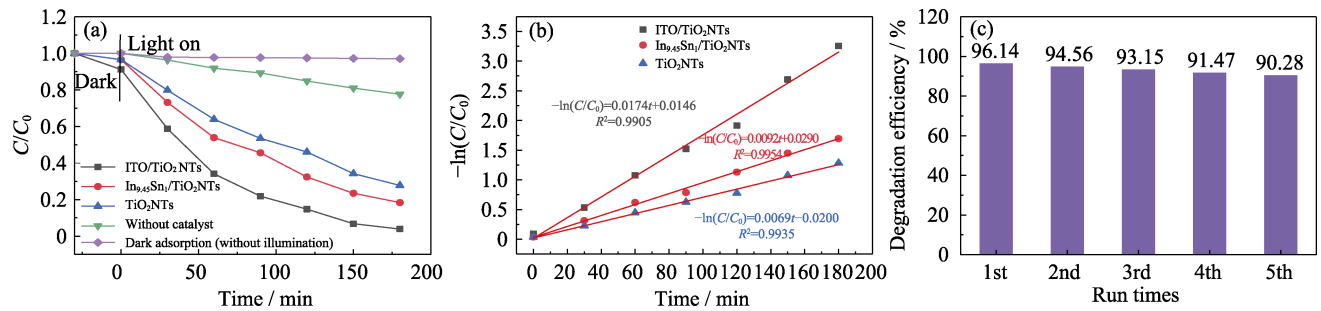 (a)
Light on
Dark
1.2
1.0
0.8
0.6
0.4
0.2
0
C/C₀
ITO/TiO₂ NTs
In₉.₄₅Sn₁/TiO₂NTs
TiO₂NTs
Without catalyst
Dark adsorption (without illumination)
0 50 100 150 200
Time / min
(b)
3.5
3.0
2.5
2.0
1.5
1.0
0.5
0
−ln(C/C₀)
ITO/TiO₂NTs
In₉.₄₅Sn₁/TiO₂NTs
TiO₂NTs
−ln(C/C₀)=0.0174t+0.0146
R²=0.9905
−ln(C/C₀)=0.0092t+0.0290
R²=0.9954
−ln(C/C₀)=0.0069t−0.0200
R²=0.9935
0 20 40 60 80 100 120 140 160 180 200
Time / min
(c)
120
100
80
60
40
20
0
Degradation efficiency / %
96.14 94.56 93.15 91.47 90.28
1st 2nd 3rd 4th 5th
Run times